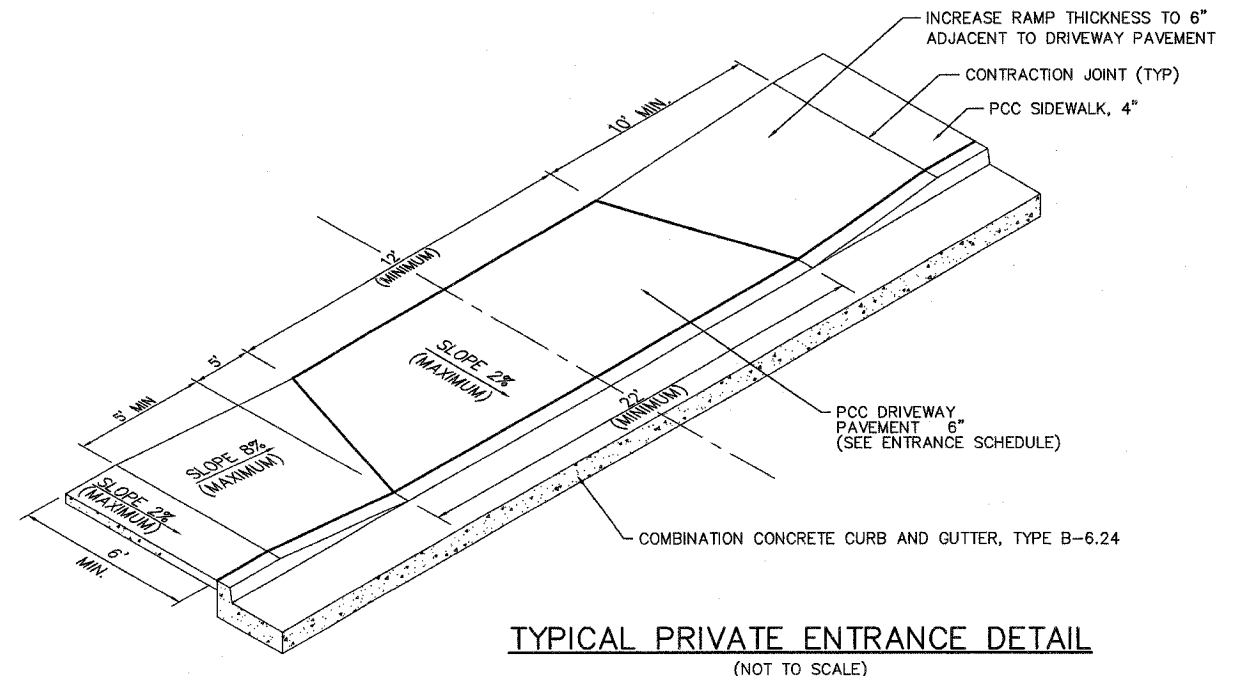 INCREASE RAMP THICKNESS TO 6"
ADJACENT TO DRIVEWAY PAVEMENT
CONTRACTION JOINT (TYP)
PCC SIDEWALK, 4"
10' MIN.
12'
(MINIMUM)
5'
5' MIN
SLOPE 2%
(MAXIMUM)
22'
(MINIMUM)
SLOPE 8%
(MAXIMUM)
SLOPE 2%
(MAXIMUM)
6'
MIN.
PCC DRIVEWAY
PAVEMENT 6"
(SEE ENTRANCE SCHEDULE)
COMBINATION CONCRETE CURB AND GUTTER, TYPE B-6.24
TYPICAL PRIVATE ENTRANCE DETAIL
(NOT TO SCALE)